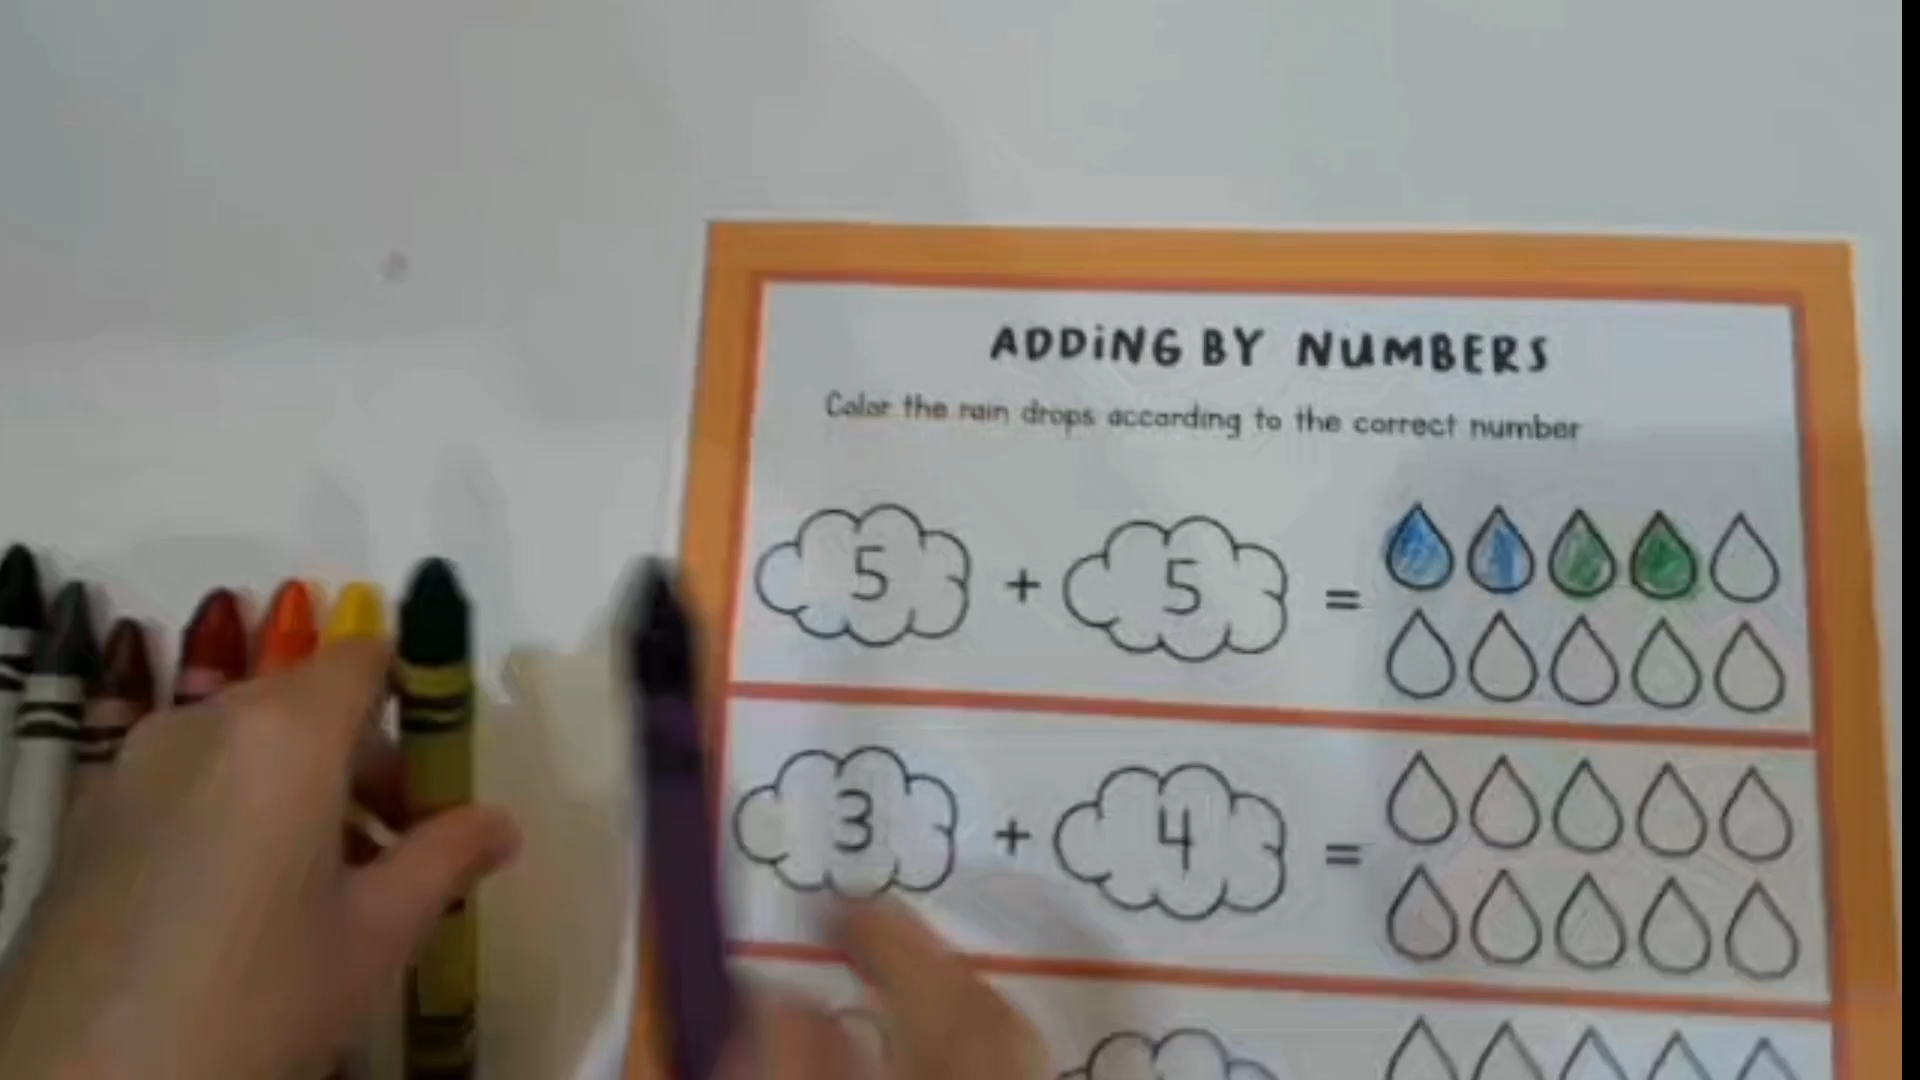 ADDiNG BY NUMBERS
Color the rain drops according to the correct number
5 + 5 =
3 + 4 =